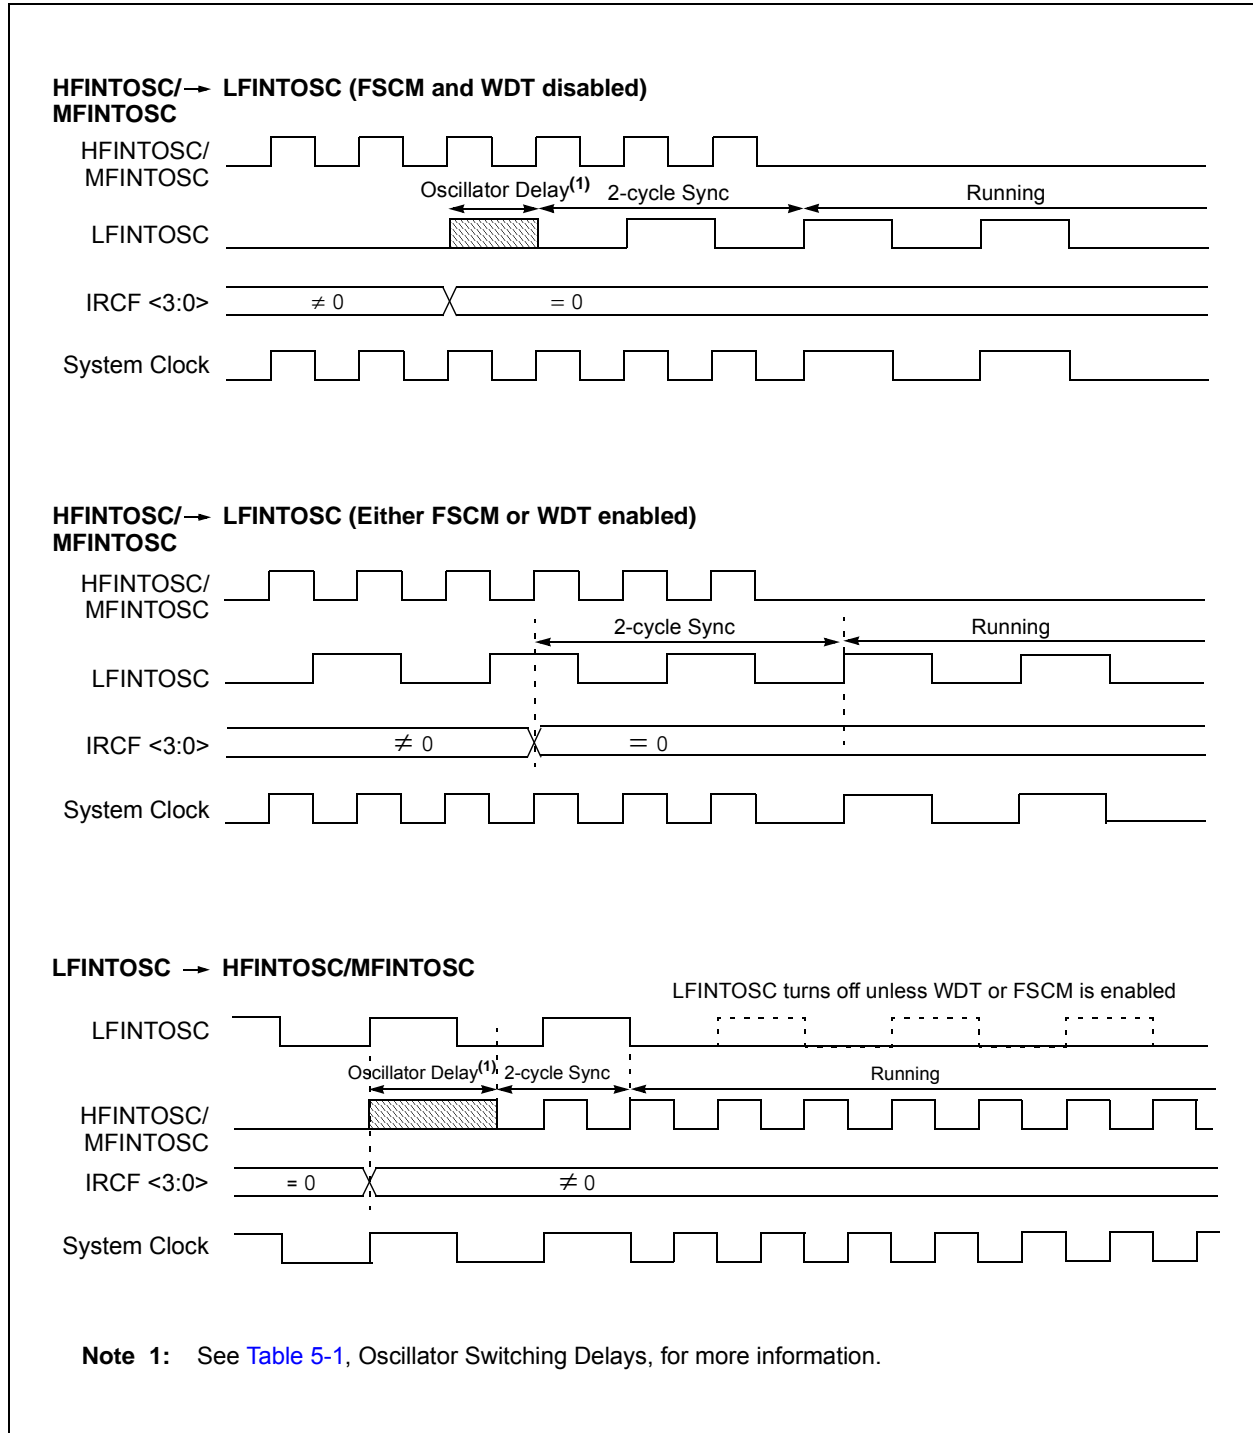 HFINTOSC/→ LFINTOSC (FSCM and WDT disabled)
MFINTOSC
HFINTOSC/
MFINTOSC
Oscillator Delay(1) 2-cycle Sync Running
LFINTOSC
IRCF <3:0> ≠ 0 = 0
System Clock
HFINTOSC/→ LFINTOSC (Either FSCM or WDT enabled)
MFINTOSC
HFINTOSC/
MFINTOSC
2-cycle Sync Running
LFINTOSC
IRCF <3:0> ≠ 0 = 0
System Clock
LFINTOSC → HFINTOSC/MFINTOSC
LFINTOSC turns off unless WDT or FSCM is enabled
LFINTOSC
Oscillator Delay(1) 2-cycle Sync Running
HFINTOSC/
MFINTOSC
IRCF <3:0> = 0 ≠ 0
System Clock
Note 1: See Table 5-1, Oscillator Switching Delays, for more information.